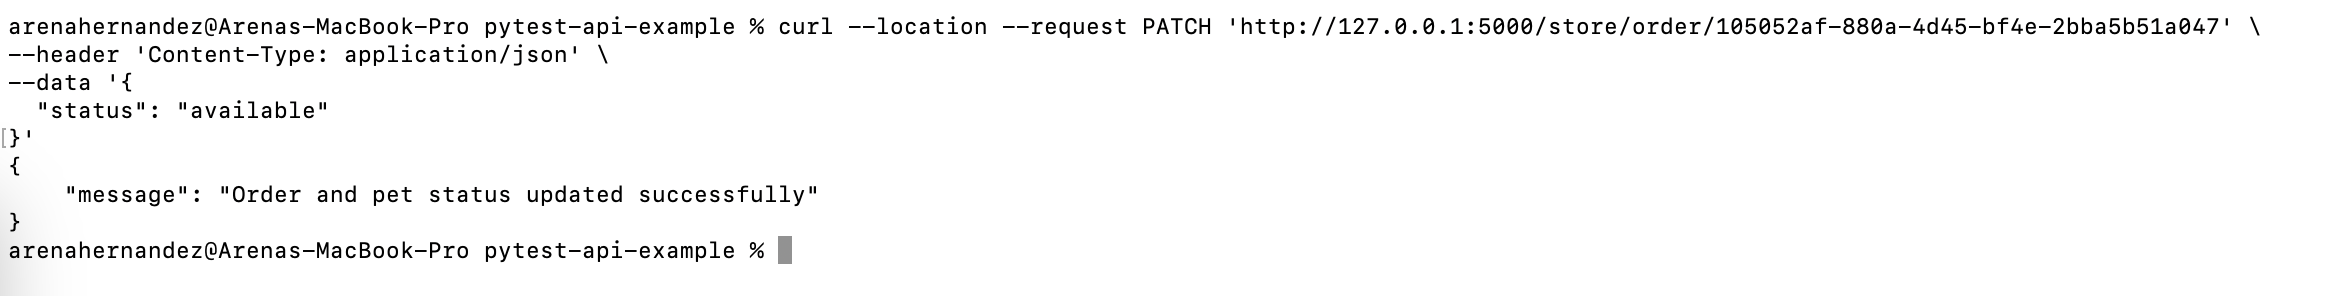 arenahernandez@Arenas-MacBook-Pro pytest-api-example % curl --location --request PATCH 'http://127.0.0.1:5000/store/order/105052af-880a-4d45-bf4e-2bba5b51a047' \
--header 'Content-Type: application/json' \
--data '{
  "status": "available"
[}'
{
    "message": "Order and pet status updated successfully"
}
arenahernandez@Arenas-MacBook-Pro pytest-api-example %